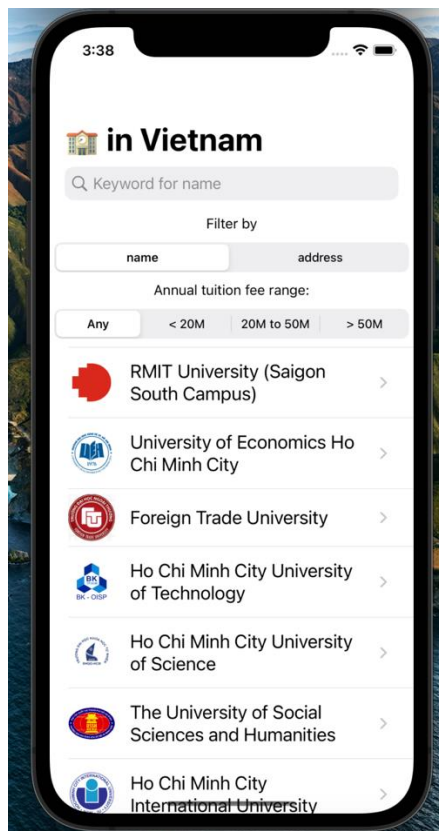 3:38
in Vietnam
Keyword for name
Filter by
name address
Annual tuition fee range:
Any < 20M 20M to 50M > 50M
RMIT University (Saigon
South Campus)
University of Economics Ho
Chi Minh City
Foreign Trade University
Ho Chi Minh City University
of Technology
BK
BK - OISP
Ho Chi Minh City University
of Science
The University of Social
Sciences and Humanities
Ho Chi Minh City
International University